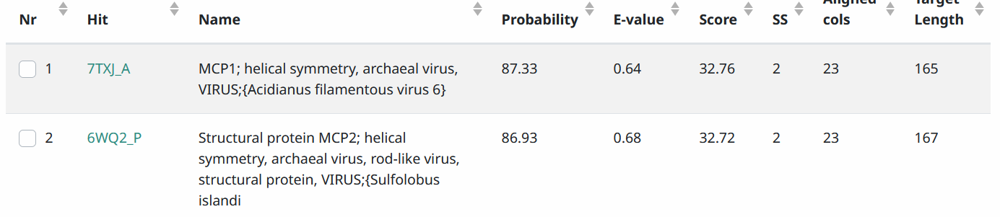 Nr Hit Name Probability E-value Score SS Aligned cols Target Length
1 7TXJ_A MCP1; helical symmetry, archaeal virus, 87.33 0.64 32.76 2 23 165
VIRUS;{Acidianus filamentous virus 6}
2 6WQ2_P Structural protein MCP2; helical 86.93 0.68 32.72 2 23 167
symmetry, archaeal virus, rod-like virus,
structural protein, VIRUS;{Sulfolobus
islandi